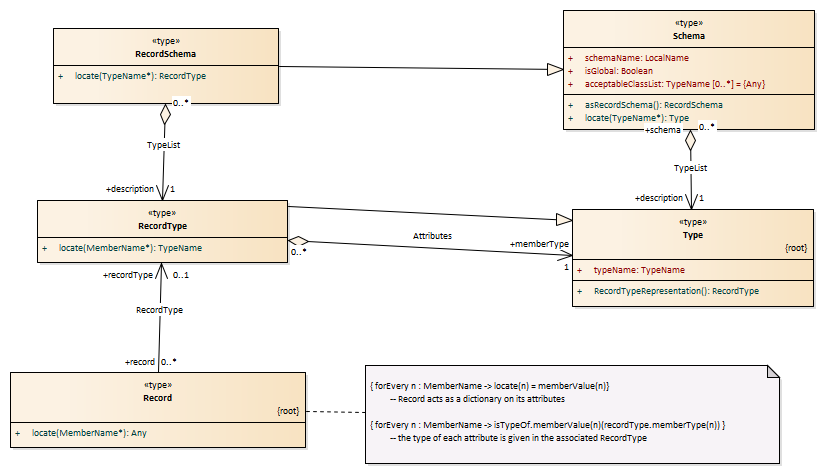 «type»
RecordSchema
+ locate(TypeName*): RecordType
0..*
TypeList
+description 1
«type»
Schema
+ schemaName: LocalName
+ isGlobal: Boolean
+ acceptableClassList: TypeName [0..*] = {Any}
+ asRecordSchema(): RecordSchema
+ locate(TypeName*): Type
+schema 0..*
TypeList
+description 1
«type»
RecordType
+ locate(MemberName*): TypeName
0..*
Attributes
+memberType
1
«type»
Type
{root}
+ typeName: TypeName
+ RecordTypeRepresentation(): RecordType
+recordType 0..1
RecordType
+record 0..*
«type»
Record
{root}
+ locate(MemberName*): Any
{ forEvery n : MemberName -> locate(n) = memberValue(n)}
-- Record acts as a dictionary on its attributes
{ forEvery n : MemberName -> isTypeOf.memberValue(n)(recordType.memberType(n)) }
-- the type of each attribute is given in the associated RecordType